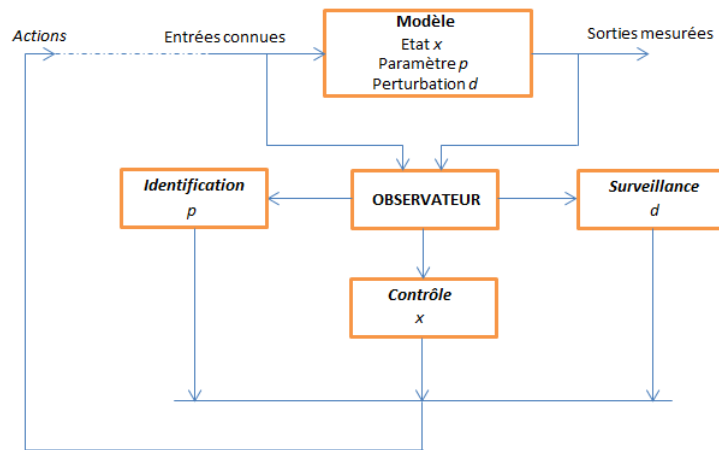 Actions
Entrées connues
Modèle
Etat x
Paramètre p
Perturbation d
Sorties mesurées
Identification
p
OBSERVATEUR
Surveillance
d
Contrôle
x